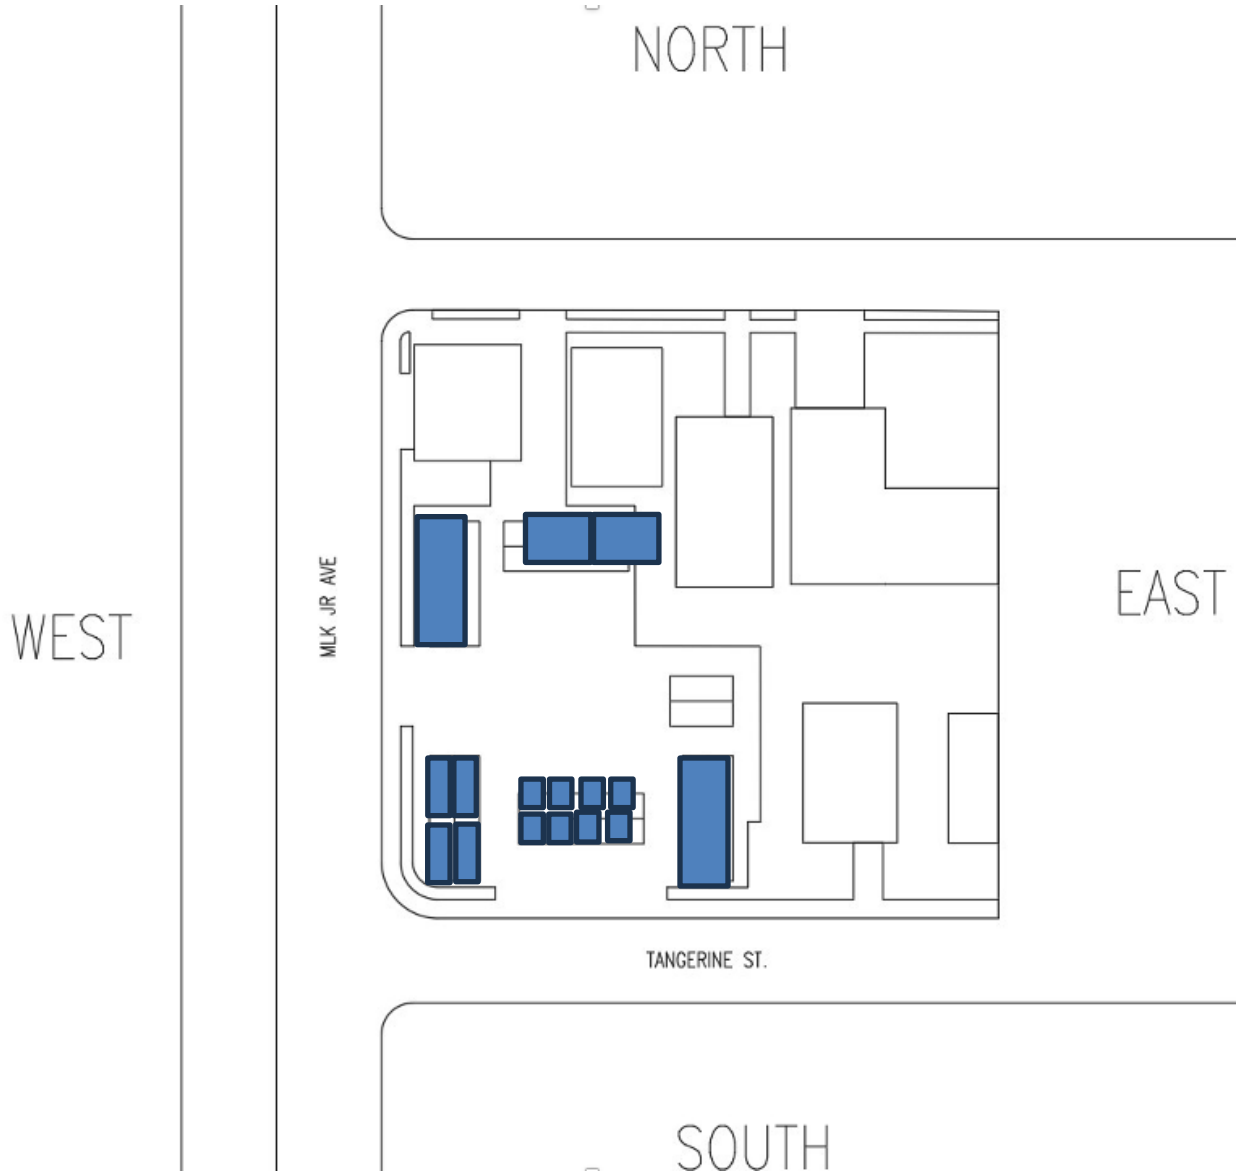 NORTH
WEST
MLK JR AVE
EAST
TANGERINE ST.
SOUTH